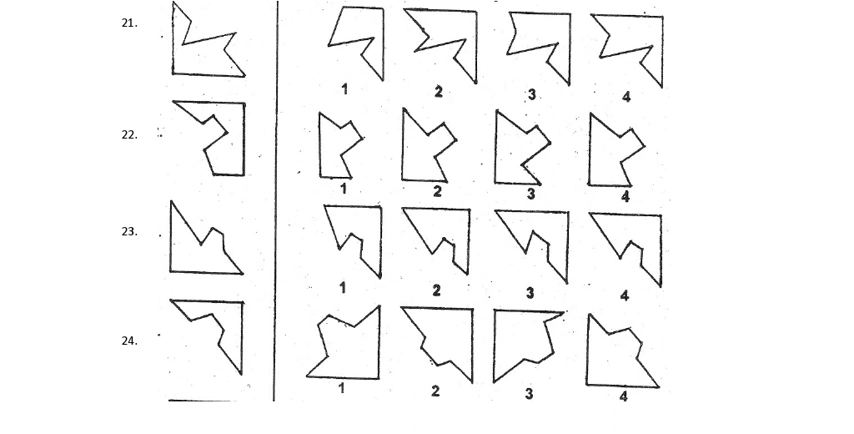 21.
1 2 3 4
22.
1 2 3 4
23.
1 2 3 4
24.
1 2 3 4